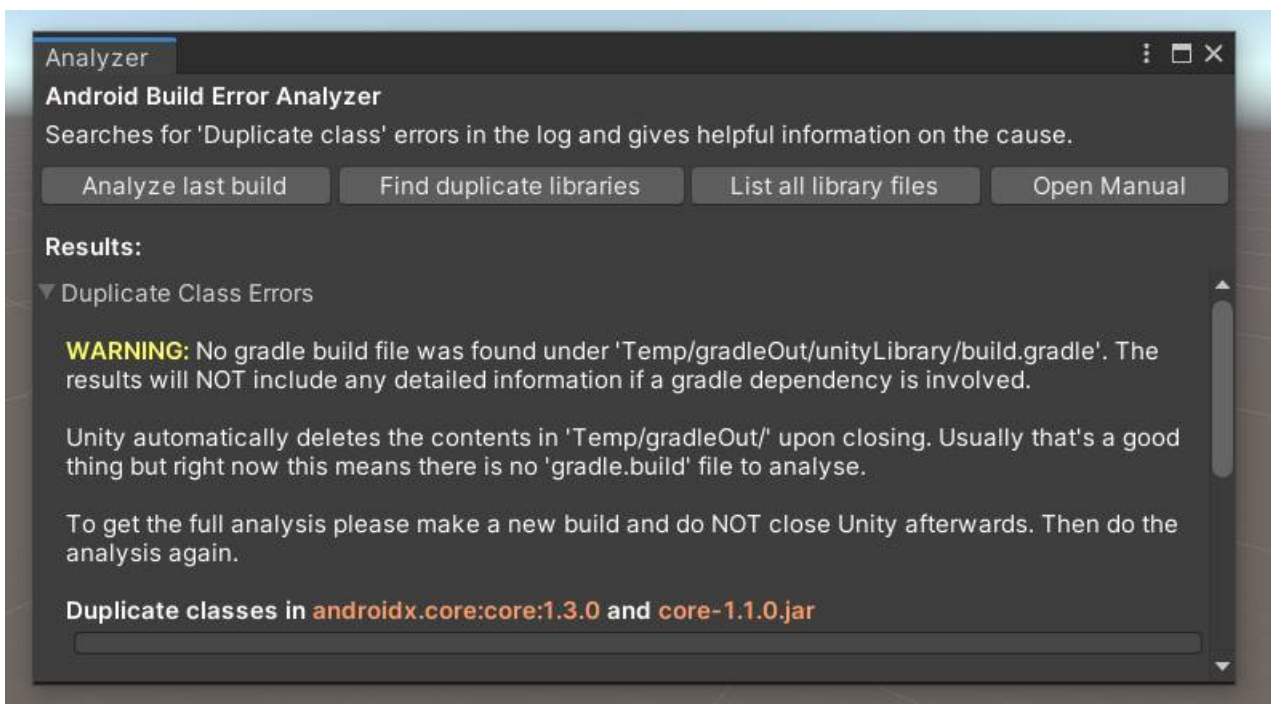 Analyzer
Android Build Error Analyzer
Searches for 'Duplicate class' errors in the log and gives helpful information on the cause.
Analyze last build Find duplicate libraries List all library files Open Manual
Results:
Duplicate Class Errors
WARNING: No gradle build file was found under 'Temp/gradleOut/unityLibrary/build.gradle'. The
results will NOT include any detailed information if a gradle dependency is involved.
Unity automatically deletes the contents in 'Temp/gradleOut/' upon closing. Usually that's a good
thing but right now this means there is no 'gradle.build' file to analyse.
To get the full analysis please make a new build and do NOT close Unity afterwards. Then do the
analysis again.
Duplicate classes in androidx.core:core:1.3.0 and core-1.1.0.jar